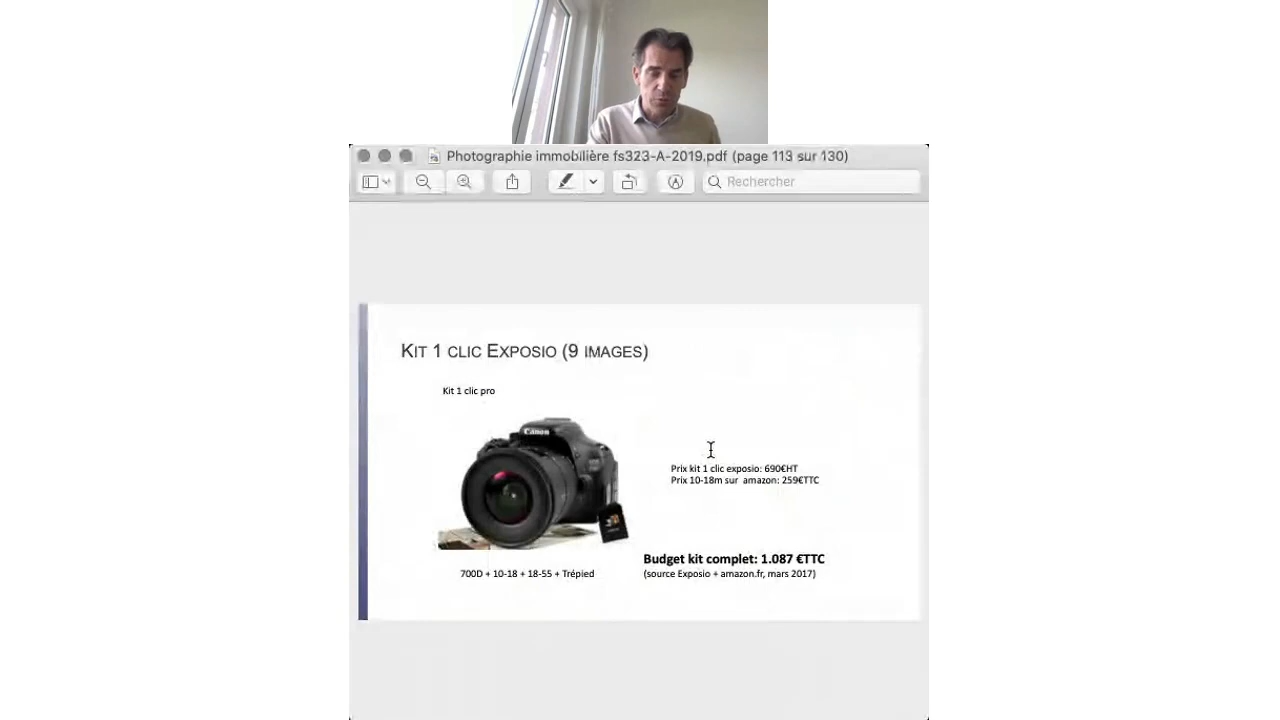 Photographie immobilière fs323-A-2019.pdf (page 113 sur 130)
Rechercher
KIT 1 CLIC EXPOSIO (9 IMAGES)
Kit 1 clic pro
Canon
Prix kit 1 clic exposio: 690€HT
Prix 10-18m sur amazon: 259€TTC
Budget kit complet: 1.087 €TTC
700D + 10-18 + 18-55 + Trépied
(source Exposio + amazon.fr, mars 2017)